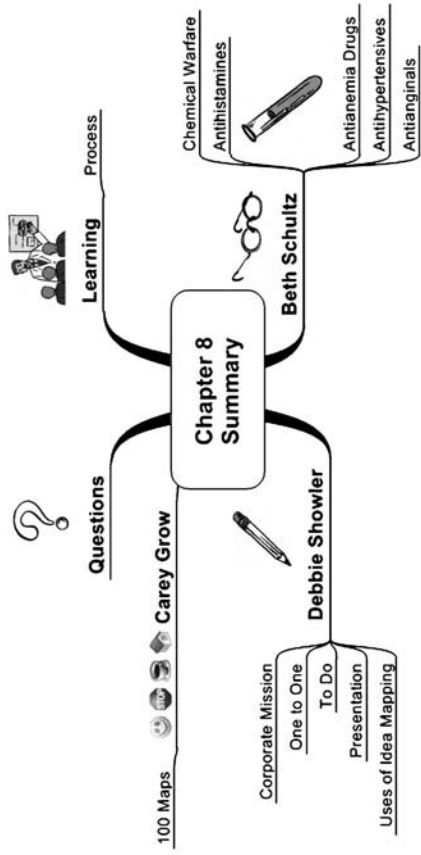 Chapter 8
Summary
Learning
Process
Beth Schultz
Chemical Warfare
Antihistamines
Antianemia Drugs
Antihypertensives
Antianginals
Debbie Showler
Corporate Mission
One to One
To Do
Presentation
Uses of Idea Mapping
Carey Grow
STOP
100 Maps
Questions